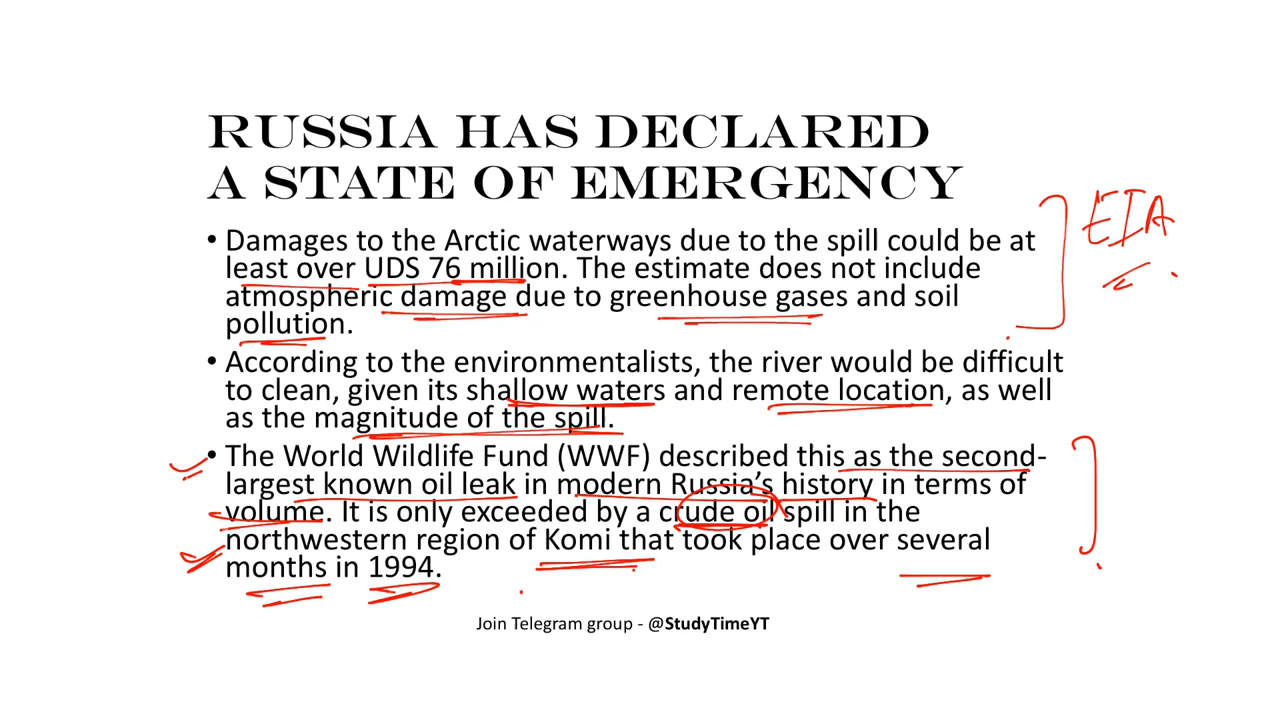 RUSSIA HAS DECLARED
A STATE OF EMERGENCY
• Damages to the Arctic waterways due to the spill could be at
least over UDS 76 million. The estimate does not include
atmospheric damage due to greenhouse gases and soil
pollution.
EIA
• According to the environmentalists, the river would be difficult
to clean, given its shallow waters and remote location, as well
as the magnitude of the spill.
• The World Wildlife Fund (WWF) described this as the second-
largest known oil leak in modern Russia’s history in terms of
volume. It is only exceeded by a crude oil spill in the
northwestern region of Komi that took place over several
months in 1994.
Join Telegram group - @StudyTimeYT